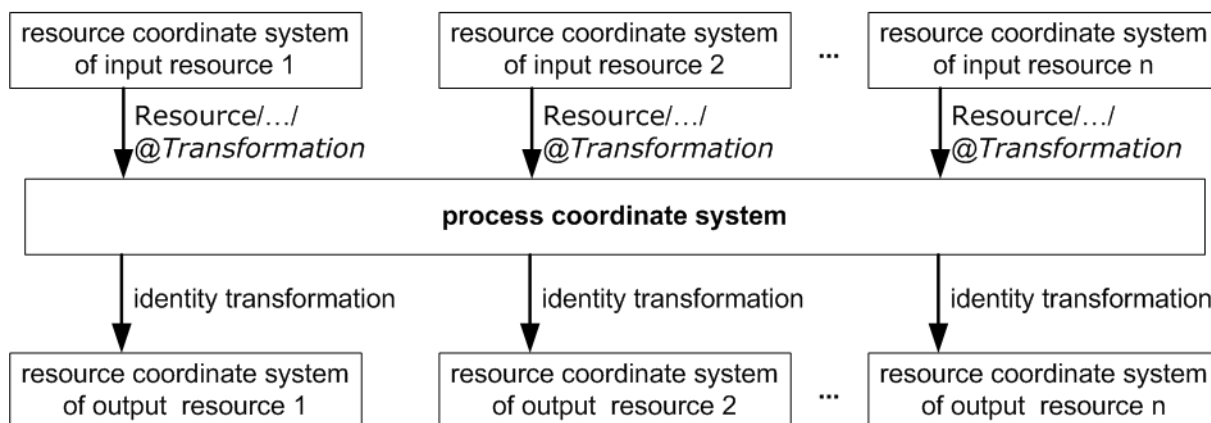 resource coordinate system
of input resource 1
resource coordinate system
of input resource 2
...
resource coordinate system
of input resource n
Resource/.../
@Transformation
Resource/.../
@Transformation
Resource/.../
@Transformation
process coordinate system
identity transformation
identity transformation
identity transformation
resource coordinate system
of output resource 1
resource coordinate system
of output resource 2
...
resource coordinate system
of output resource n